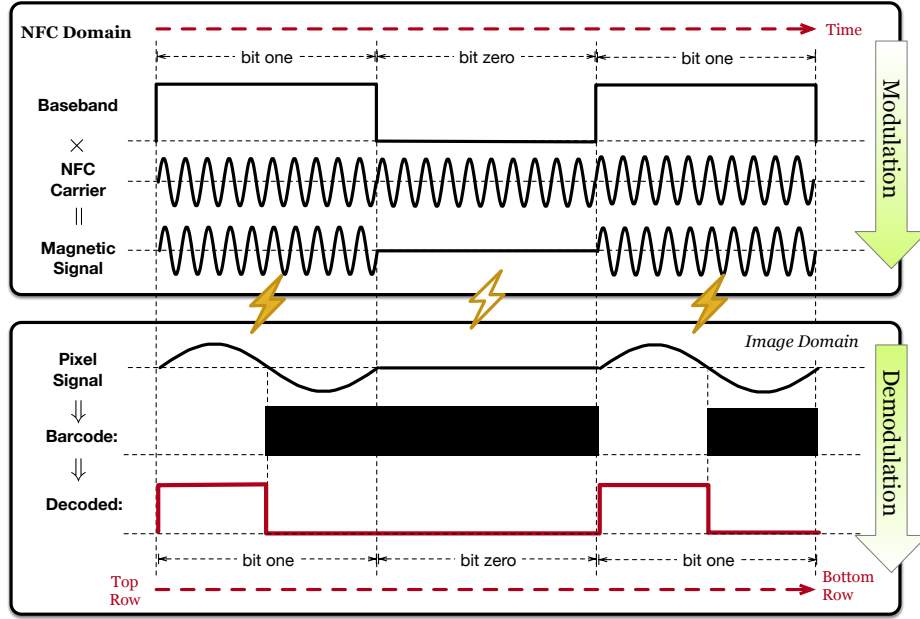 NFC Domain
Time
bit one
bit zero
bit one
Baseband
×
NFC
Carrier
=
Magnetic
Signal
Modulation
Image Domain
Pixel
Signal
⇓
Barcode:
⇓
Decoded:
Demodulation
bit one
bit zero
bit one
Top
Row
Bottom
Row